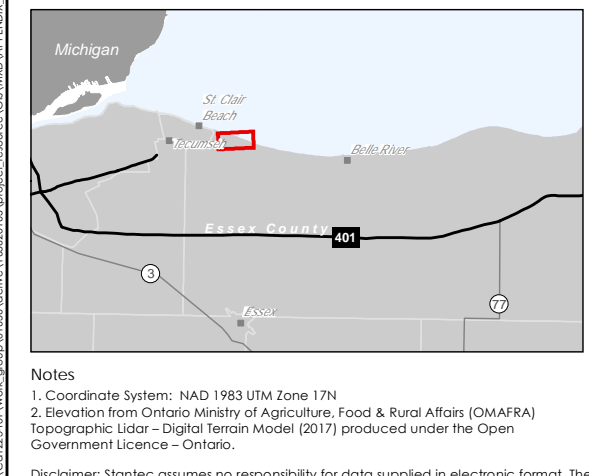 Michigan
St. Clair
Beach
Tecumseh
Belle River
Essex County
401
3
77
Essex
Notes
1. Coordinate System: NAD 1983 UTM Zone 17N
2. Elevation from Ontario Ministry of Agriculture, Food & Rural Affairs (OMAFRA)
Topographic Lidar – Digital Terrain Model (2017) produced under the Open
Government Licence – Ontario.
Disclaimer: Stantec assumes no responsibility for data supplied in electronic format. The